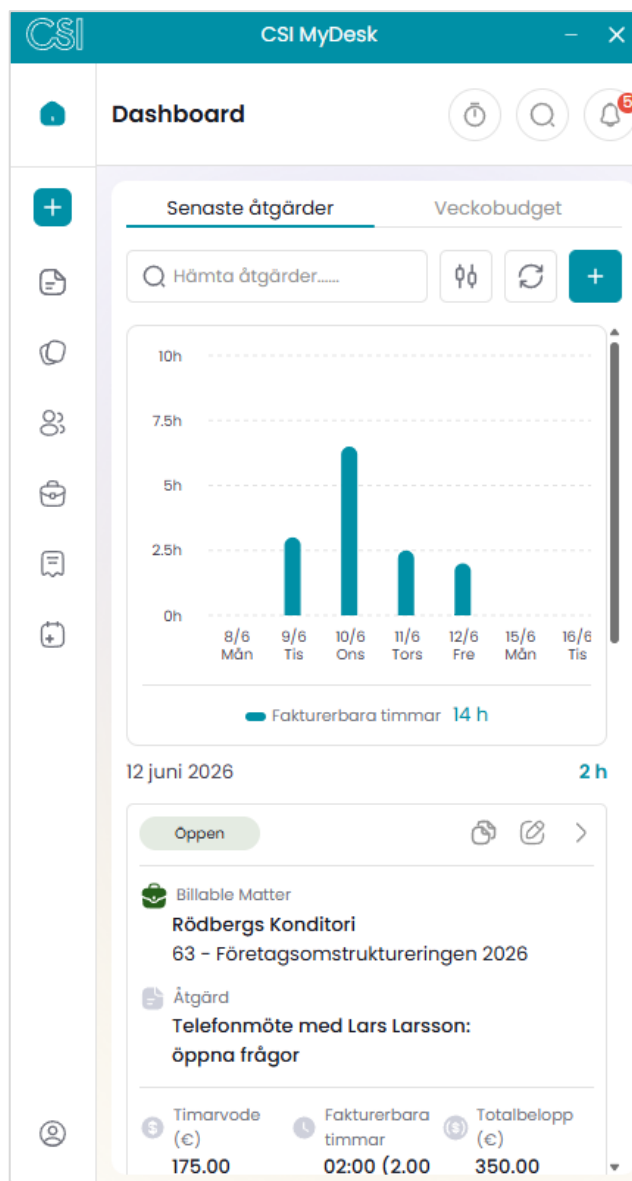 CSI
CSI MyDesk
Dashboard
5
Senaste åtgärder
Veckobudget
Hämta åtgärder......
10h
7.5h
5h
2.5h
0h
8/6 9/6 10/6 11/6 12/6 15/6 16/6
Mån Tis Ons Tors Fre Mån Tis
Fakturerbara timmar 14 h
12 juni 2026
2 h
Öppen
Billable Matter
Rödbergs Konditori
63 - Företagsomstruktureringen 2026
Åtgärd
Telefonmöte med Lars Larsson:
öppna frågor
Timarvode Fakturerbara Totalbelopp
(€) timmar (€)
175.00 02:00 (2.00 350.00